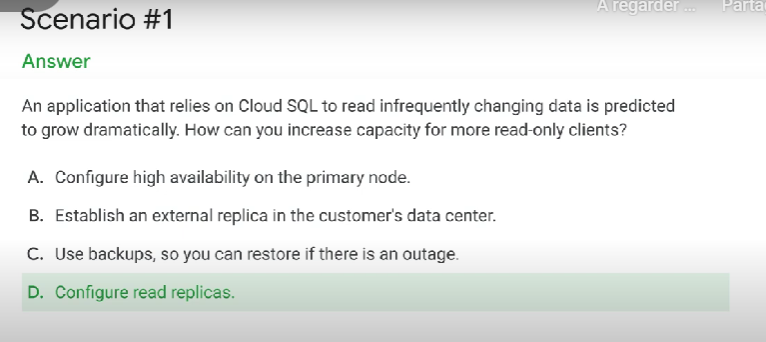 À regarder ... Parta
Scenario #1
Answer
An application that relies on Cloud SQL to read infrequently changing data is predicted
to grow dramatically. How can you increase capacity for more read-only clients?
A. Configure high availability on the primary node.
B. Establish an external replica in the customer's data center.
C. Use backups, so you can restore if there is an outage.
D. Configure read replicas.